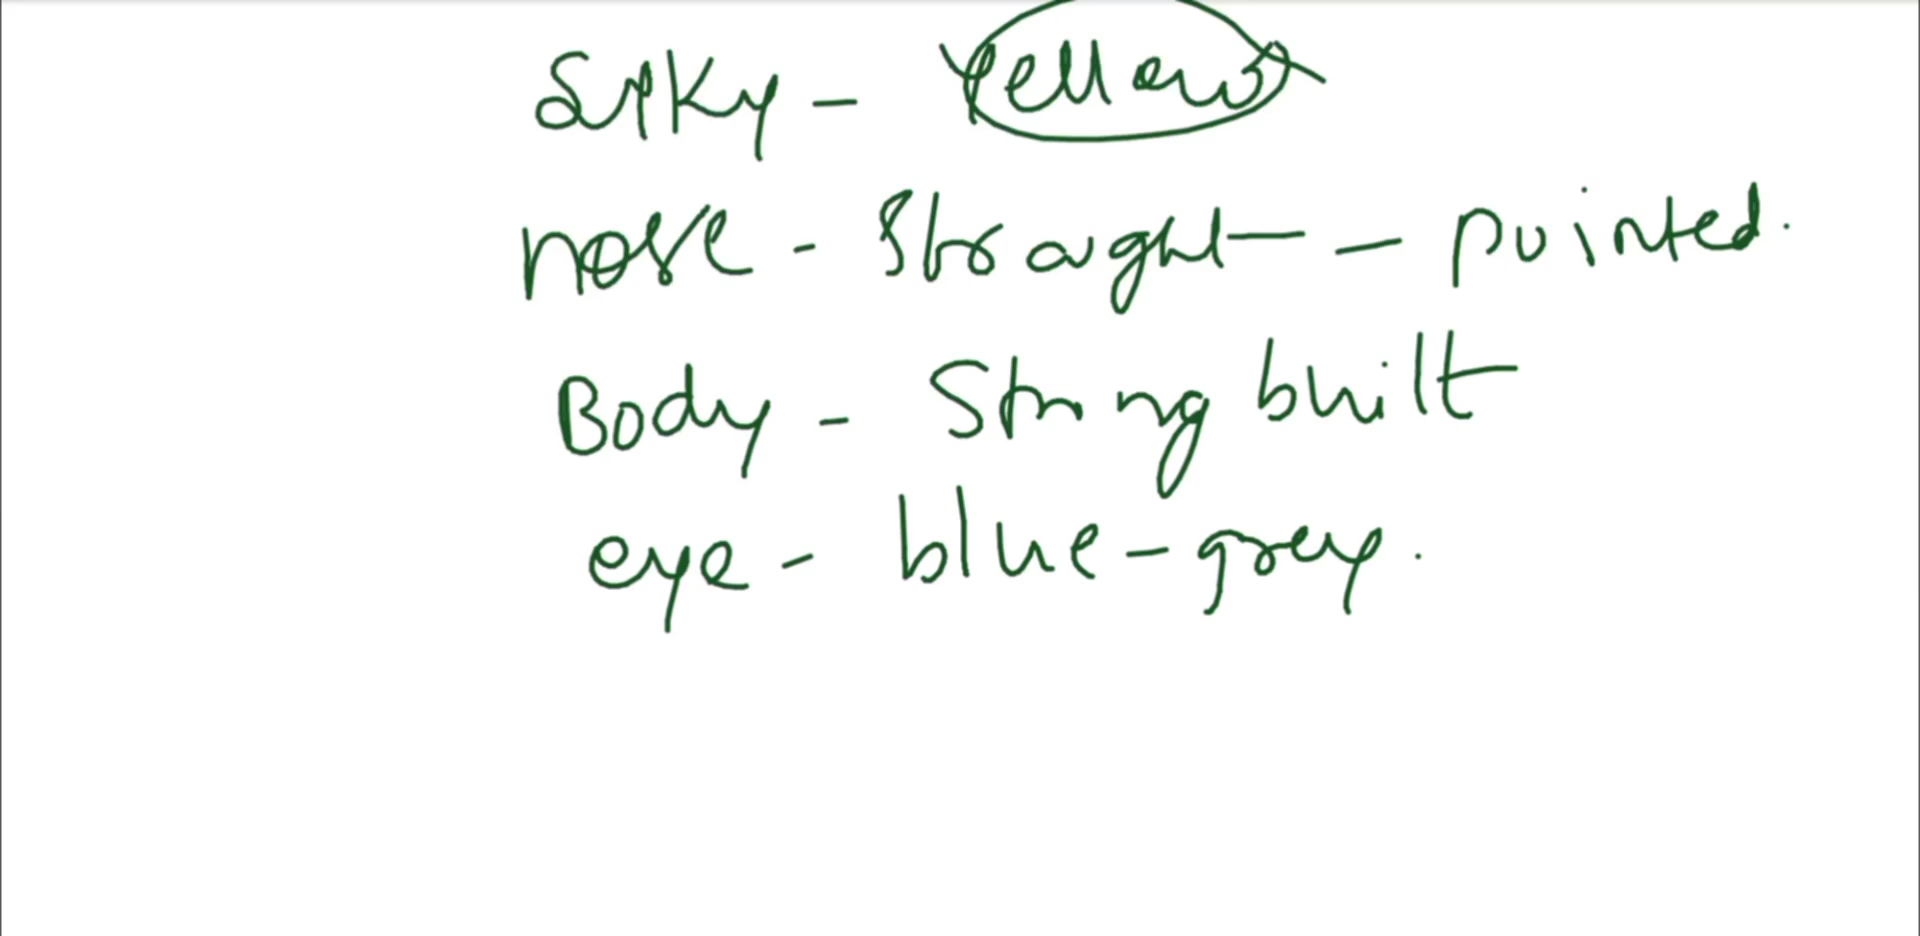 Silky - Yellow
nose - Straight - pointed.
Body - Strong built
eye - blue-grey.